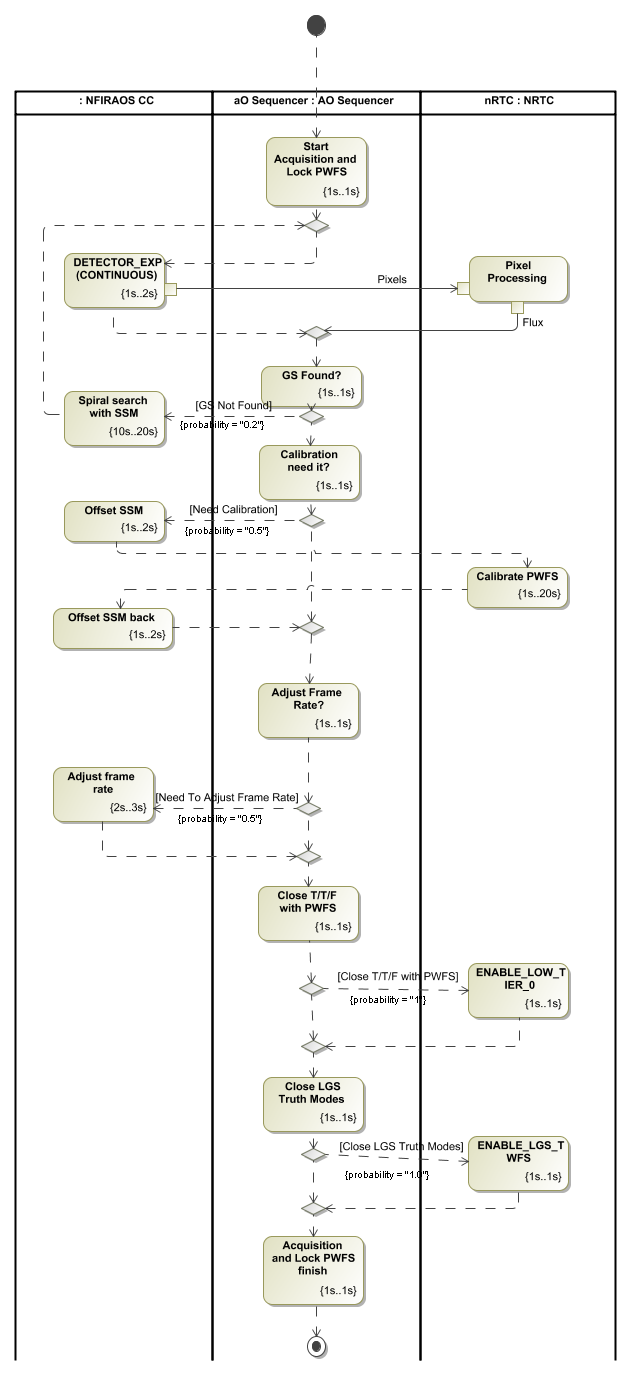 : NFIRAOS CC
aO Sequencer : AO Sequencer
nRTC : NRTC
Start
Acquisition and
Lock PWFS
{1s..1s}
DETECTOR_EXP
(CONTINUOUS)
{1s..2s}
Pixels
Pixel
Processing
Flux
GS Found?
{1s..1s}
Spiral search
with SSM
{10s..20s}
[GS Not Found]
{probability = "0.2"}
Calibration
need it?
{1s..1s}
Offset SSM
{1s..2s}
[Need Calibration]
{probability = "0.5"}
Calibrate PWFS
{1s..20s}
Offset SSM back
{1s..2s}
Adjust Frame
Rate?
{1s..1s}
Adjust frame
rate
{2s..3s}
[Need To Adjust Frame Rate]
{probability = "0.5"}
Close T/T/F
with PWFS
{1s..1s}
[Close T/T/F with PWFS]
{probability = "1"}
ENABLE_LOW_T
IER_0
{1s..1s}
Close LGS
Truth Modes
{1s..1s}
[Close LGS Truth Modes]
{probability = "1.0"}
ENABLE_LGS_T
WFS
{1s..1s}
Acquisition
and Lock PWFS
finish
{1s..1s}